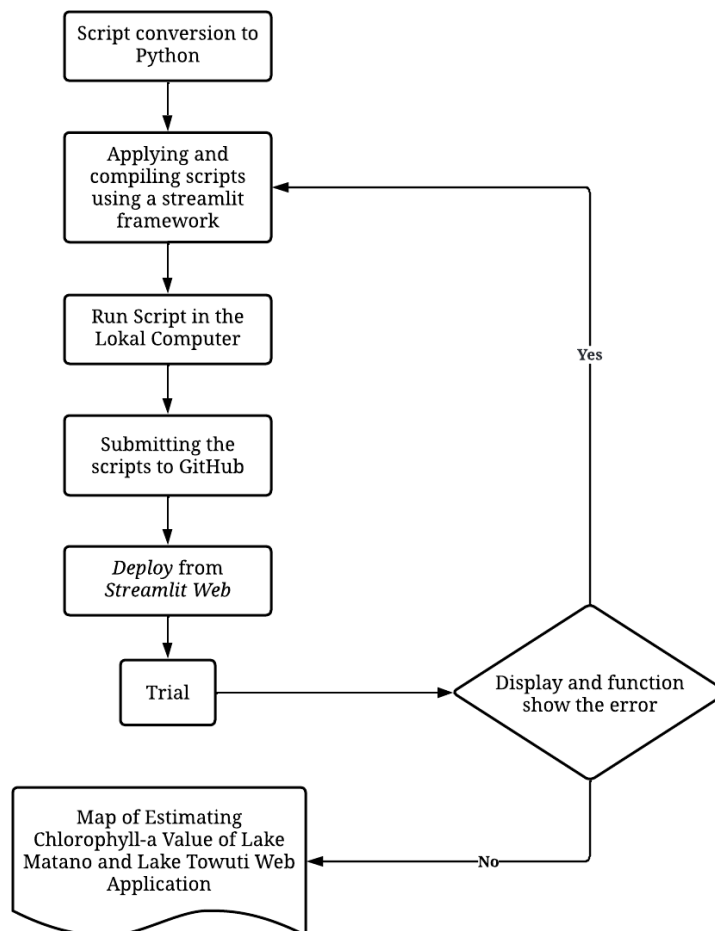 Script conversion to
Python
Applying and
compiling scripts
using a streamlit
framework
Run Script in the
Lokal Computer
Yes
Submitting the
scripts to GitHub
Deploy from
Streamlit Web
Trial
Display and function
show the error
Map of Estimating
Chlorophyll-a Value of Lake
Matano and Lake Towuti Web
Application
No